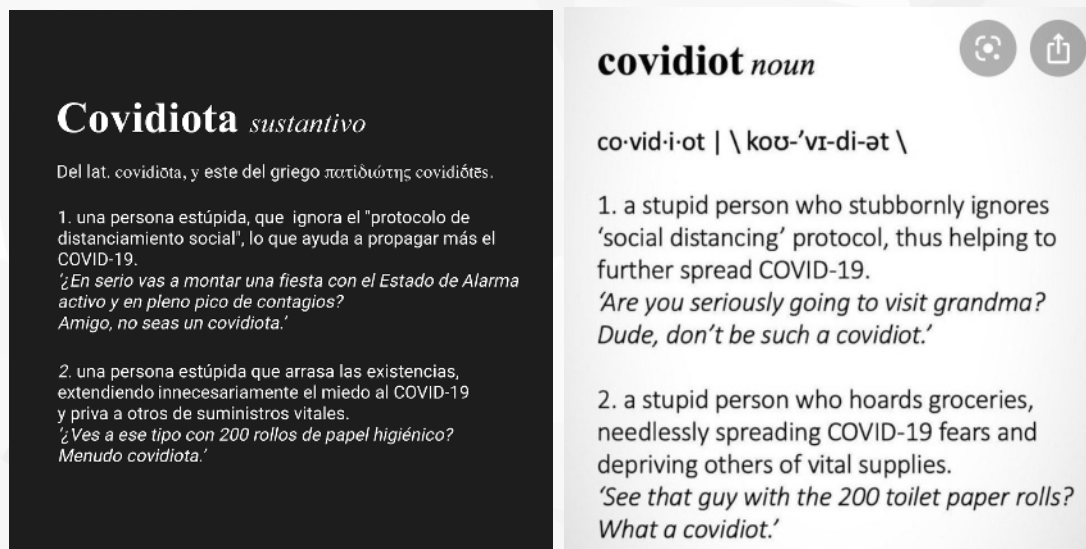 Covidiota sustantivo
Del lat. covidiōta, y este del griego covidiṓtēs.
1. una persona estúpida, que ignora el "protocolo de
distanciamiento social", lo que ayuda a propagar más el
COVID-19.
'¿En serio vas a montar una fiesta con el Estado de Alarma
activo y en pleno pico de contagios?
Amigo, no seas un covidiota.'
2. una persona estúpida que arrasa las existencias,
extendiendo innecesariamente el miedo al COVID-19
y priva a otros de suministros vitales.
'¿Ves a ese tipo con 200 rollos de papel higiénico?
Menudo covidiota.'
covidiot noun
co·vid·i·ot | \ koʊ-'vɪ-di-ət \
1. a stupid person who stubbornly ignores
‘social distancing’ protocol, thus helping to
further spread COVID-19.
‘Are you seriously going to visit grandma?
Dude, don’t be such a covidiot.’
2. a stupid person who hoards groceries,
needlessly spreading COVID-19 fears and
depriving others of vital supplies.
‘See that guy with the 200 toilet paper rolls?
What a covidiot.’